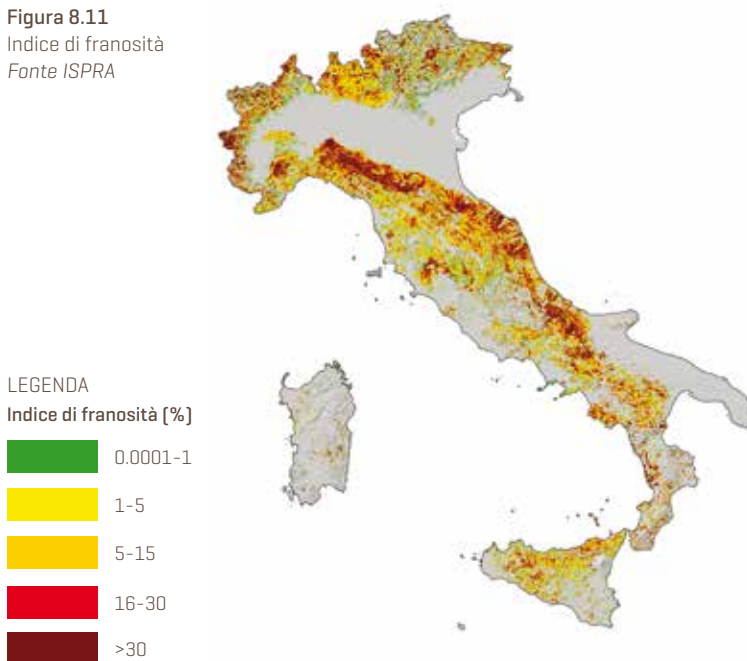 Figura 8.11
Indice di franosità
Fonte ISPRA
LEGENDA
Indice di franosità (%)
0.0001-1
1-5
5-15
16-30
>30